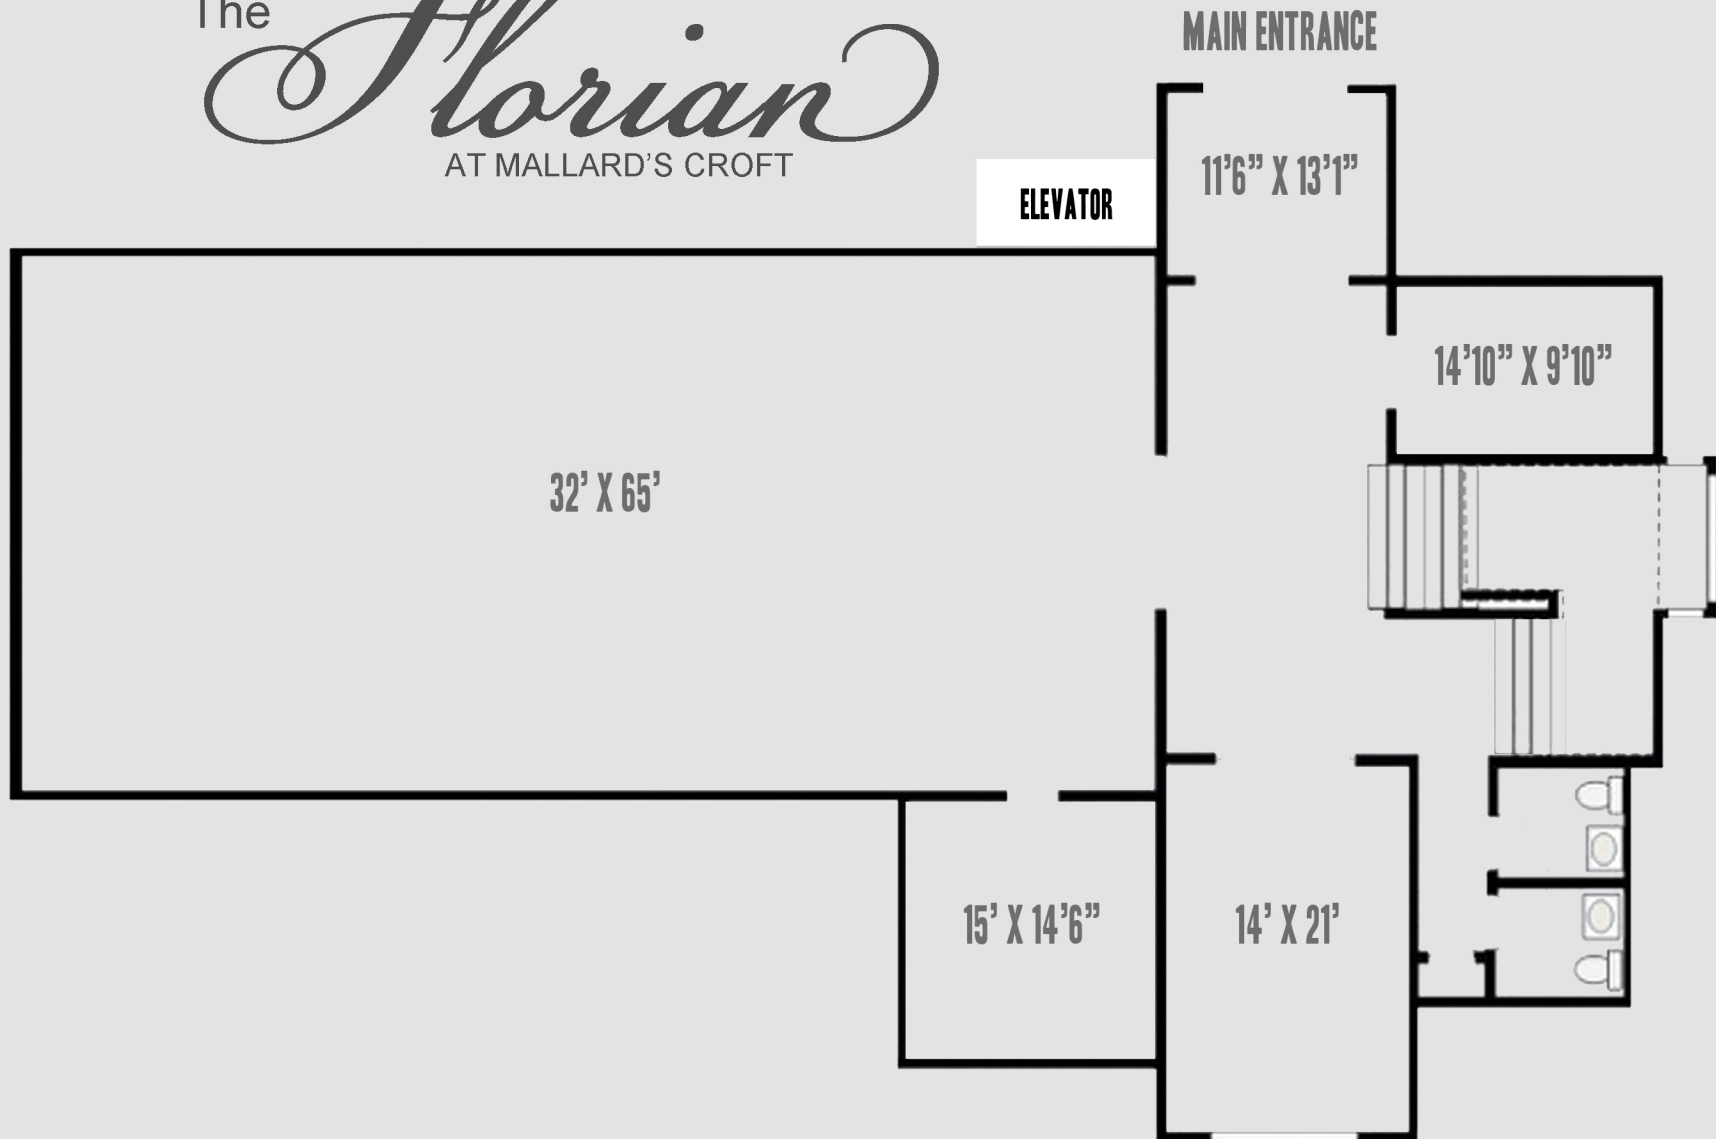 The
Florian
AT MALLARD’S CROFT
MAIN ENTRANCE
11’6” X 13’1”
ELEVATOR
14’10” X 9’10”
32’ X 65’
15’ X 14’6”
14’ X 21’